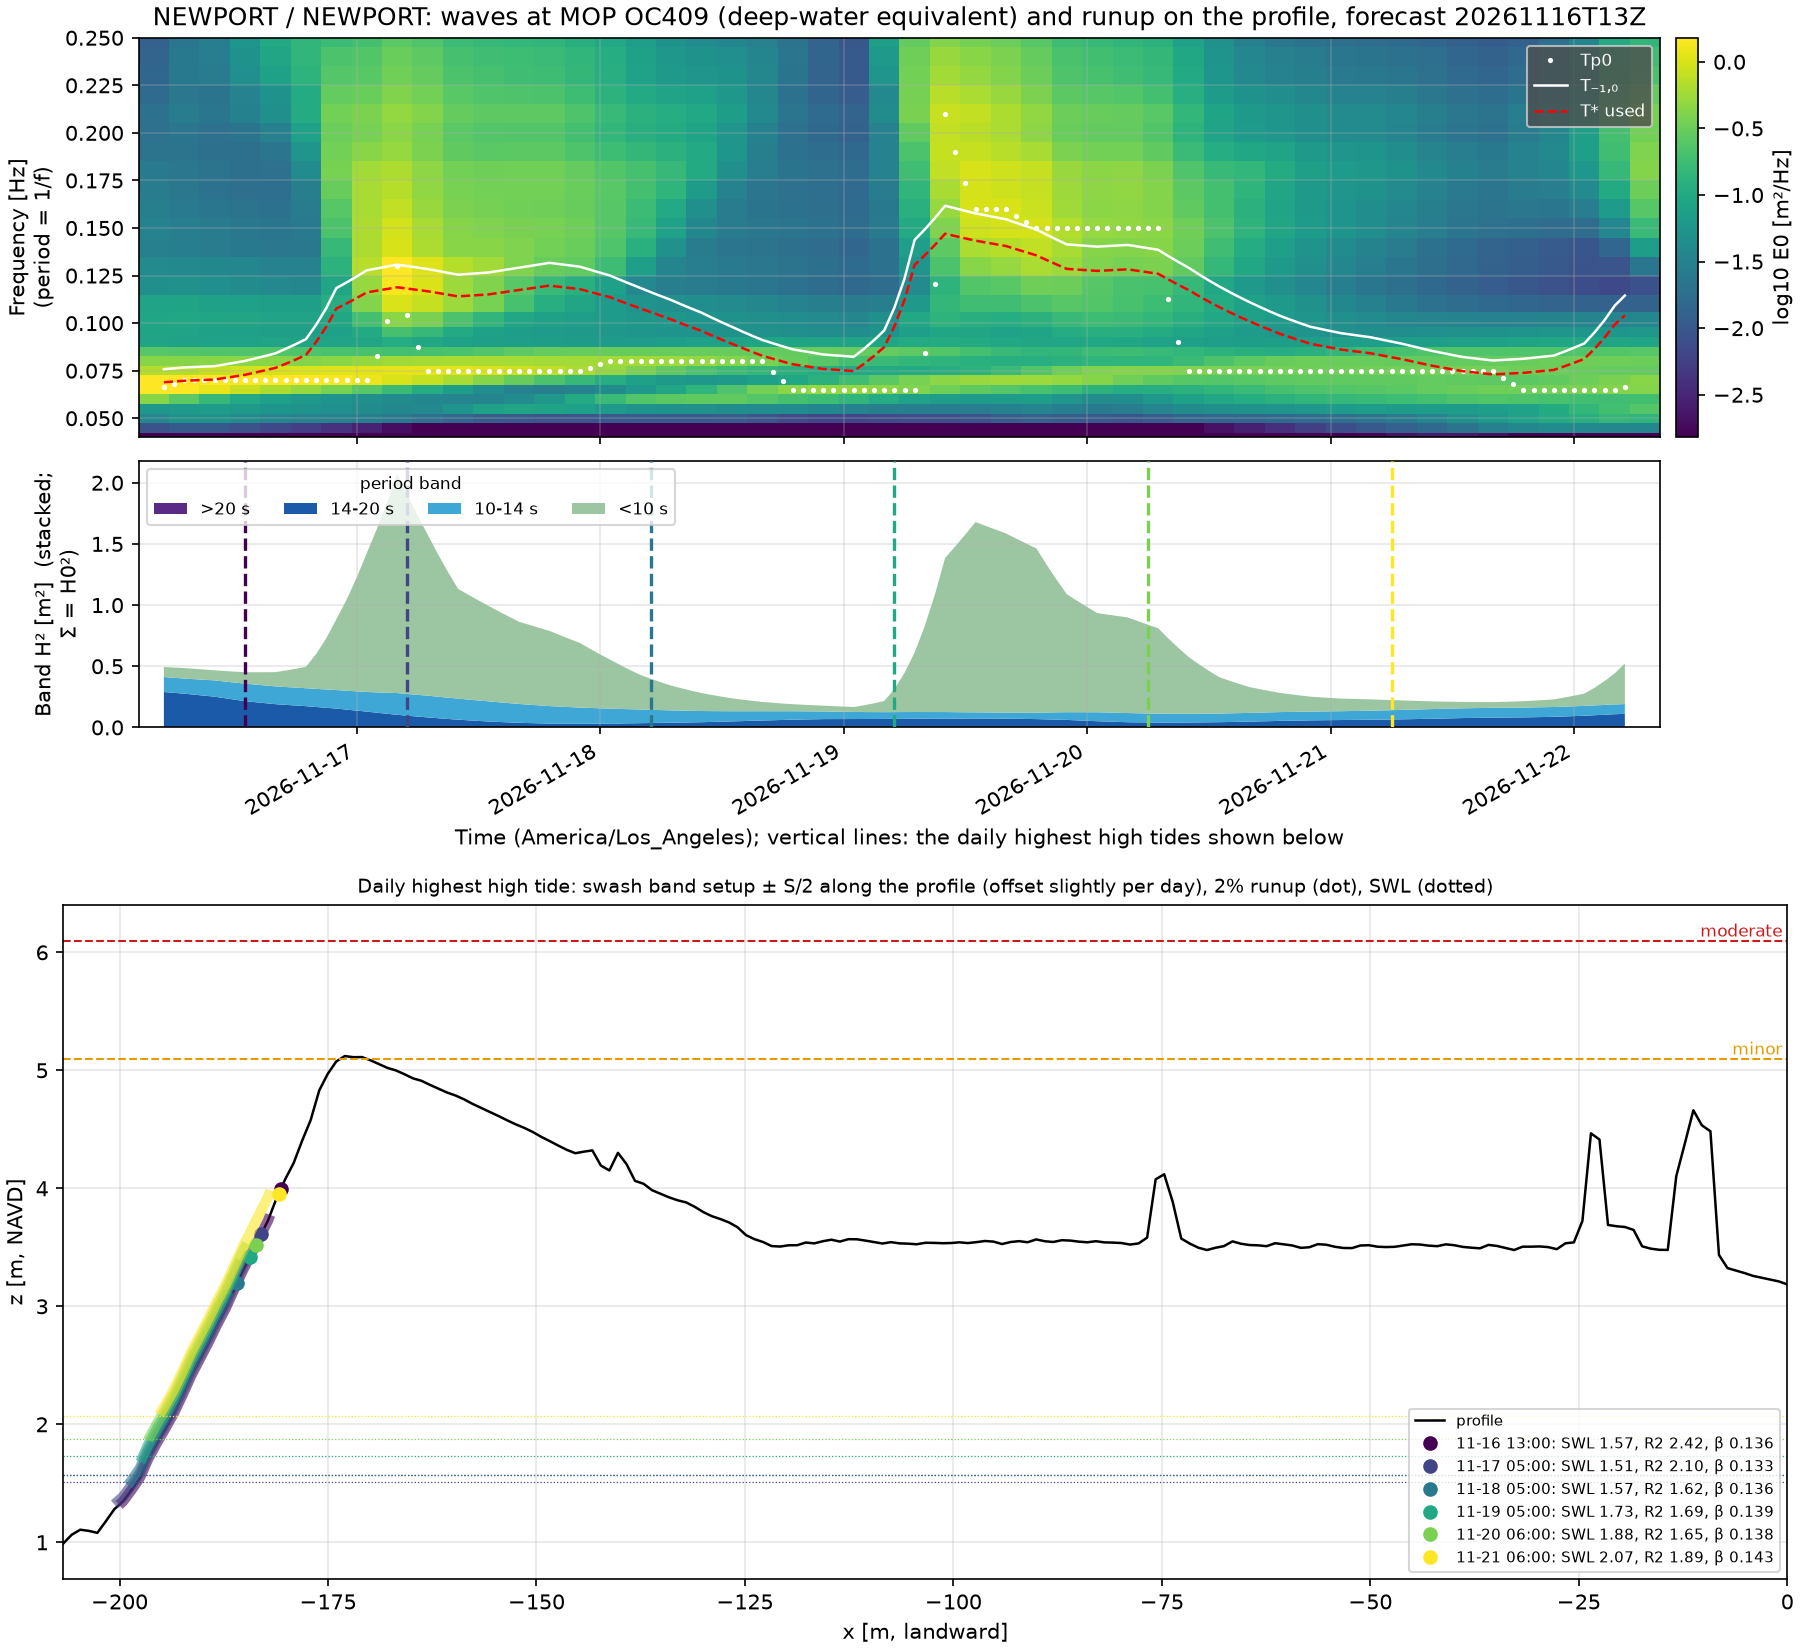 NEWPORT / NEWPORT: waves at MOP OC409 (deep-water equivalent) and runup on the profile, forecast 20261116T13Z
Frequency [Hz]
(period = 1/f)
0.250
0.225
0.200
0.175
0.150
0.125
0.100
0.075
0.050
Tp0
T₋₁,₀
T* used
0.0
−0.5
−1.0
−1.5
−2.0
−2.5
log10 E0 [m²/Hz]
Band H² [m²] (stacked;
Σ = H0²)
2.0
1.5
1.0
0.5
0.0
period band
>20 s
14-20 s
10-14 s
<10 s
2026-11-17
2026-11-18
2026-11-19
2026-11-20
2026-11-21
2026-11-22
Time (America/Los_Angeles); vertical lines: the daily highest high tides shown below
Daily highest high tide: swash band setup ± S/2 along the profile (offset slightly per day), 2% runup (dot), SWL (dotted)
z [m, NAVD]
6
5
4
3
2
1
moderate
minor
profile
11-16 13:00: SWL 1.57, R2 2.42, β 0.136
11-17 05:00: SWL 1.51, R2 2.10, β 0.133
11-18 05:00: SWL 1.57, R2 1.62, β 0.136
11-19 05:00: SWL 1.73, R2 1.69, β 0.139
11-20 06:00: SWL 1.88, R2 1.65, β 0.138
11-21 06:00: SWL 2.07, R2 1.89, β 0.143
−200
−175
−150
−125
−100
−75
−50
−25
0
x [m, landward]